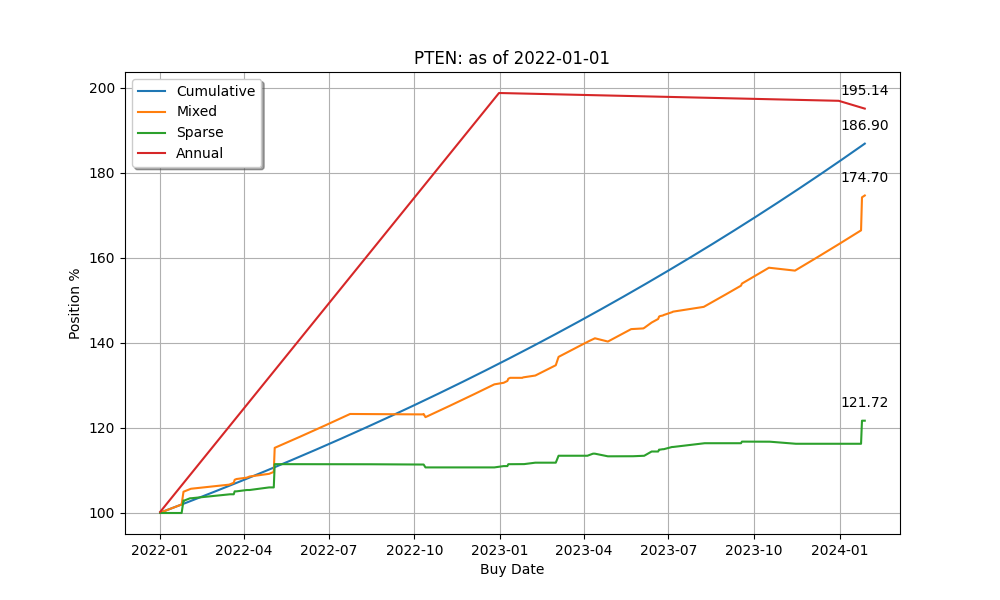 PTEN: as of 2022-01-01
Cumulative
Mixed
Sparse
Annual
195.14
186.90
174.70
121.72
200
180
160
140
120
100
Position %
2022-01 2022-04 2022-07 2022-10 2023-01 2023-04 2023-07 2023-10 2024-01
Buy Date